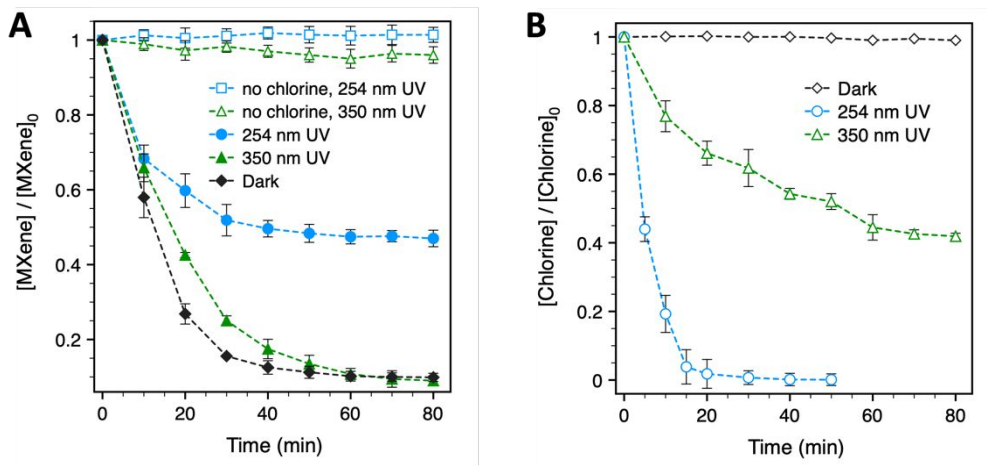 A
[MXene] / [MXene]₀
1
0.8
0.6
0.4
0.2
no chlorine, 254 nm UV
no chlorine, 350 nm UV
254 nm UV
350 nm UV
Dark
0 20 40 60 80
Time (min)
B
[Chlorine] / [Chlorine]₀
1
0.8
0.6
0.4
0.2
0
Dark
254 nm UV
350 nm UV
0 20 40 60 80
Time (min)